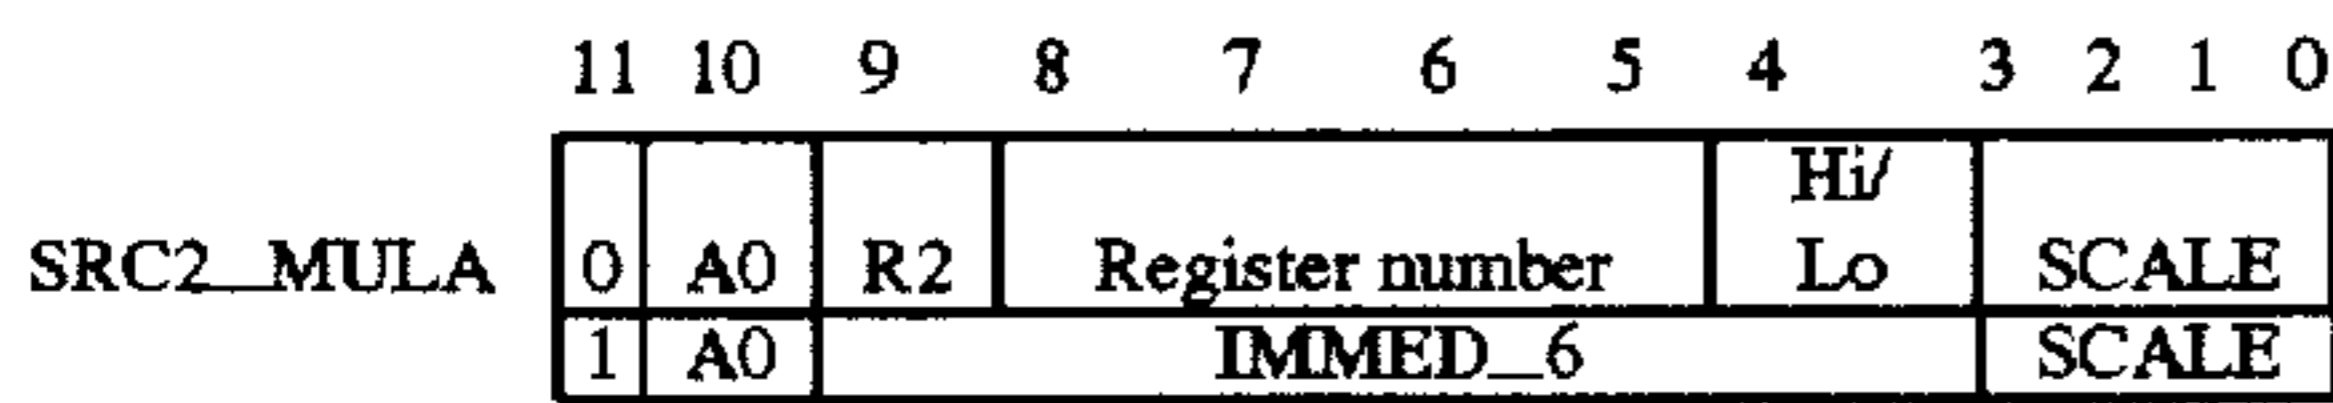 11 10 9 8 7 6 5 4 3 2 1 0
Hi/
SRC2_MULA 0 A0 R2 Register number Lo SCALE
1 A0 IMMED_6 SCALE